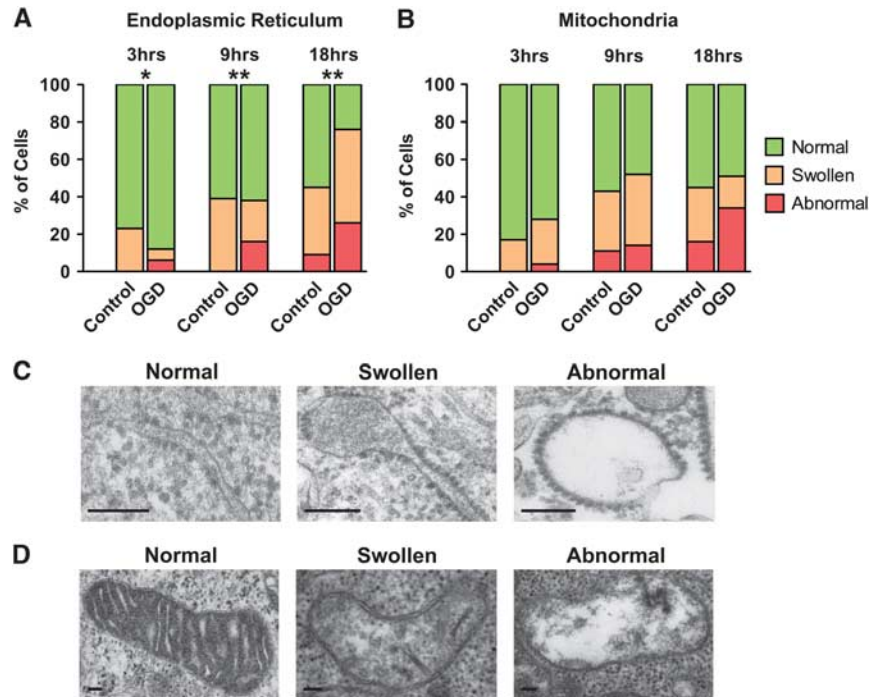 A Endoplasmic Reticulum
3hrs 9hrs 18hrs
* ** **
% of Cells
100
80
60
40
20
0
Control OGD Control OGD Control OGD
B Mitochondria
3hrs 9hrs 18hrs
% of Cells
100
80
60
40
20
0
Control OGD Control OGD Control OGD
Normal
Swollen
Abnormal
C Normal Swollen Abnormal
D Normal Swollen Abnormal